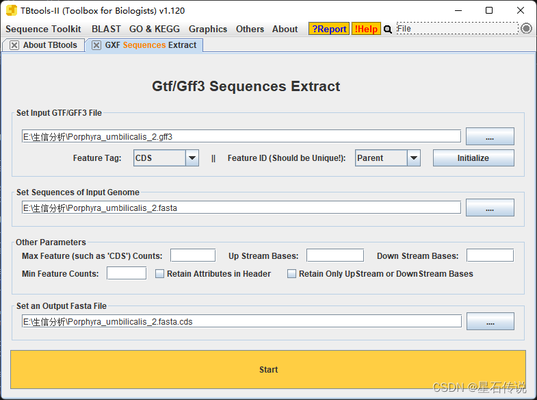 TBtools-II (Toolbox for Biologists) v1.120
Sequence Toolkit BLAST GO & KEGG Graphics Others About ?Report !Help File
About TBtools GXF Sequences Extract
Gtf/Gff3 Sequences Extract
Set Input GTF/GFF3 File
E:\生信分析\Porphyra_umbilicalis_2.gff3 ....
Feature Tag: CDS || Feature ID (Should be Unique!): Parent Initialize
Set Sequences of Input Genome
E:\生信分析\Porphyra_umbilicalis_2.fasta ....
Other Parameters
Max Feature (such as 'CDS') Counts: Up Stream Bases: Down Stream Bases:
Min Feature Counts: Retain Attributes in Header Retain Only UpStream or DownStream Bases
Set an Output Fasta File
E:\生信分析\Porphyra_umbilicalis_2.fasta.cds ....
Start
CSDN @星石传说